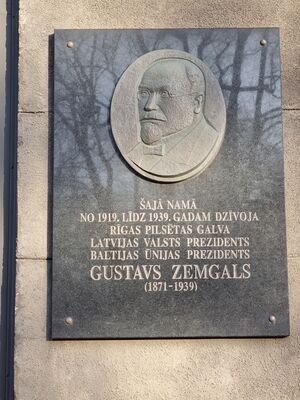 ŠAJĀ NAMĀ
NO 1919. LĪDZ 1939. GADAM DZĪVOJA
RĪGAS PILSĒTAS GALVA
LATVIJAS VALSTS PREZIDENTS
BALTIJAS ŪNIJAS PREZIDENTS
GUSTAVS ZEMGALS
(1871-1939)